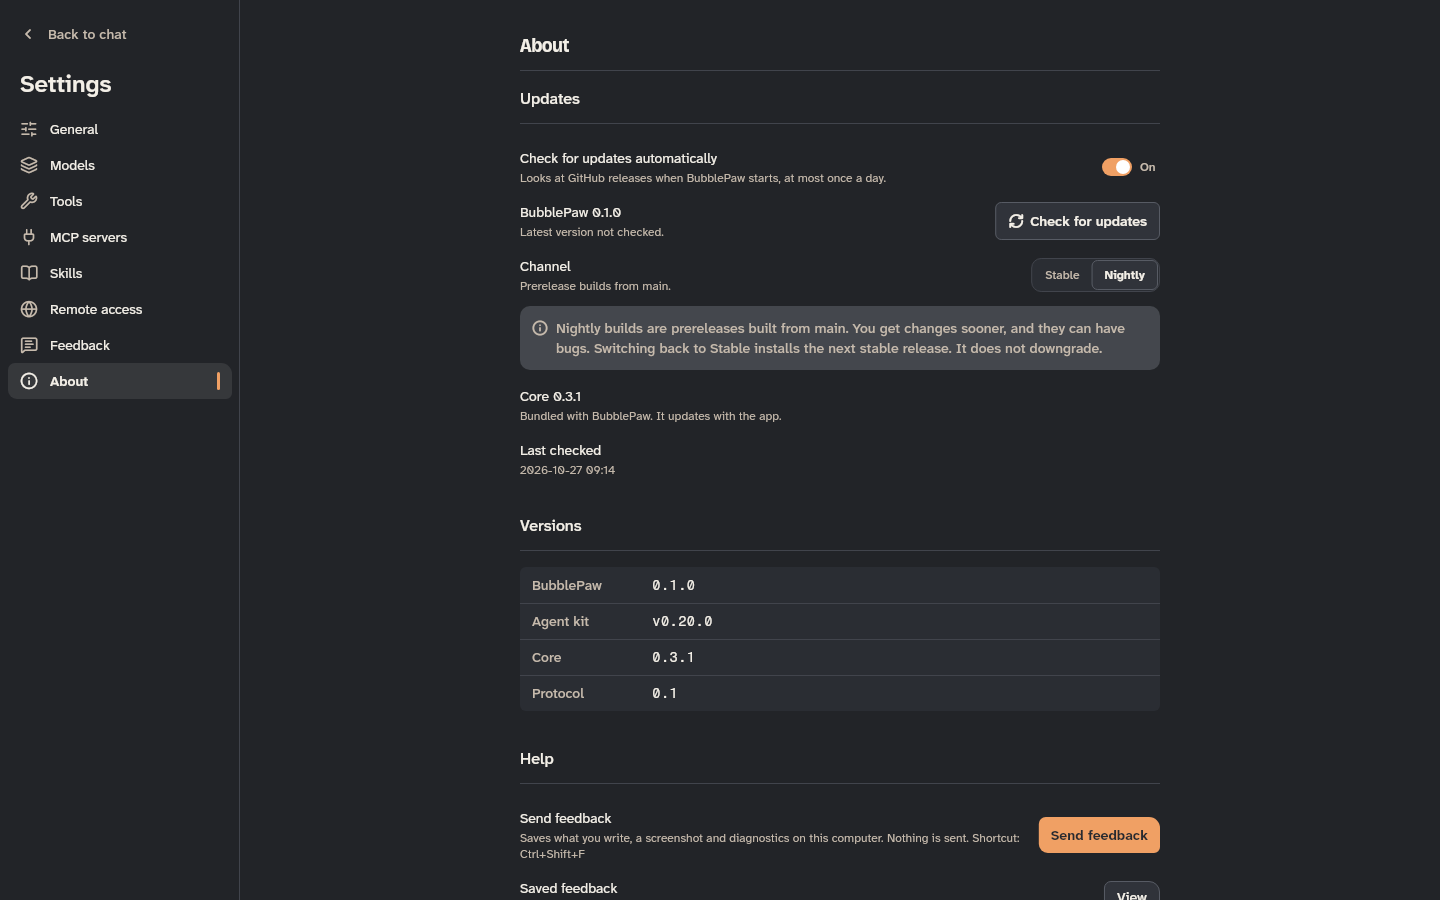 Back to chat
Settings
General
Models
Tools
MCP servers
Skills
Remote access
Feedback
About
About
Updates
Check for updates automatically
Looks at GitHub releases when BubblePaw starts, at most once a day.
On
BubblePaw 0.1.0
Latest version not checked.
Check for updates
Channel
Prerelease builds from main.
Stable
Nightly
Nightly builds are prereleases built from main. You get changes sooner, and they can have
bugs. Switching back to Stable installs the next stable release. It does not downgrade.
Core 0.3.1
Bundled with BubblePaw. It updates with the app.
Last checked
2026-10-27 09:14
Versions
BubblePaw 0.1.0
Agent kit v0.20.0
Core 0.3.1
Protocol 0.1
Help
Send feedback
Saves what you write, a screenshot and diagnostics on this computer. Nothing is sent. Shortcut:
Ctrl+Shift+F
Send feedback
Saved feedback
View